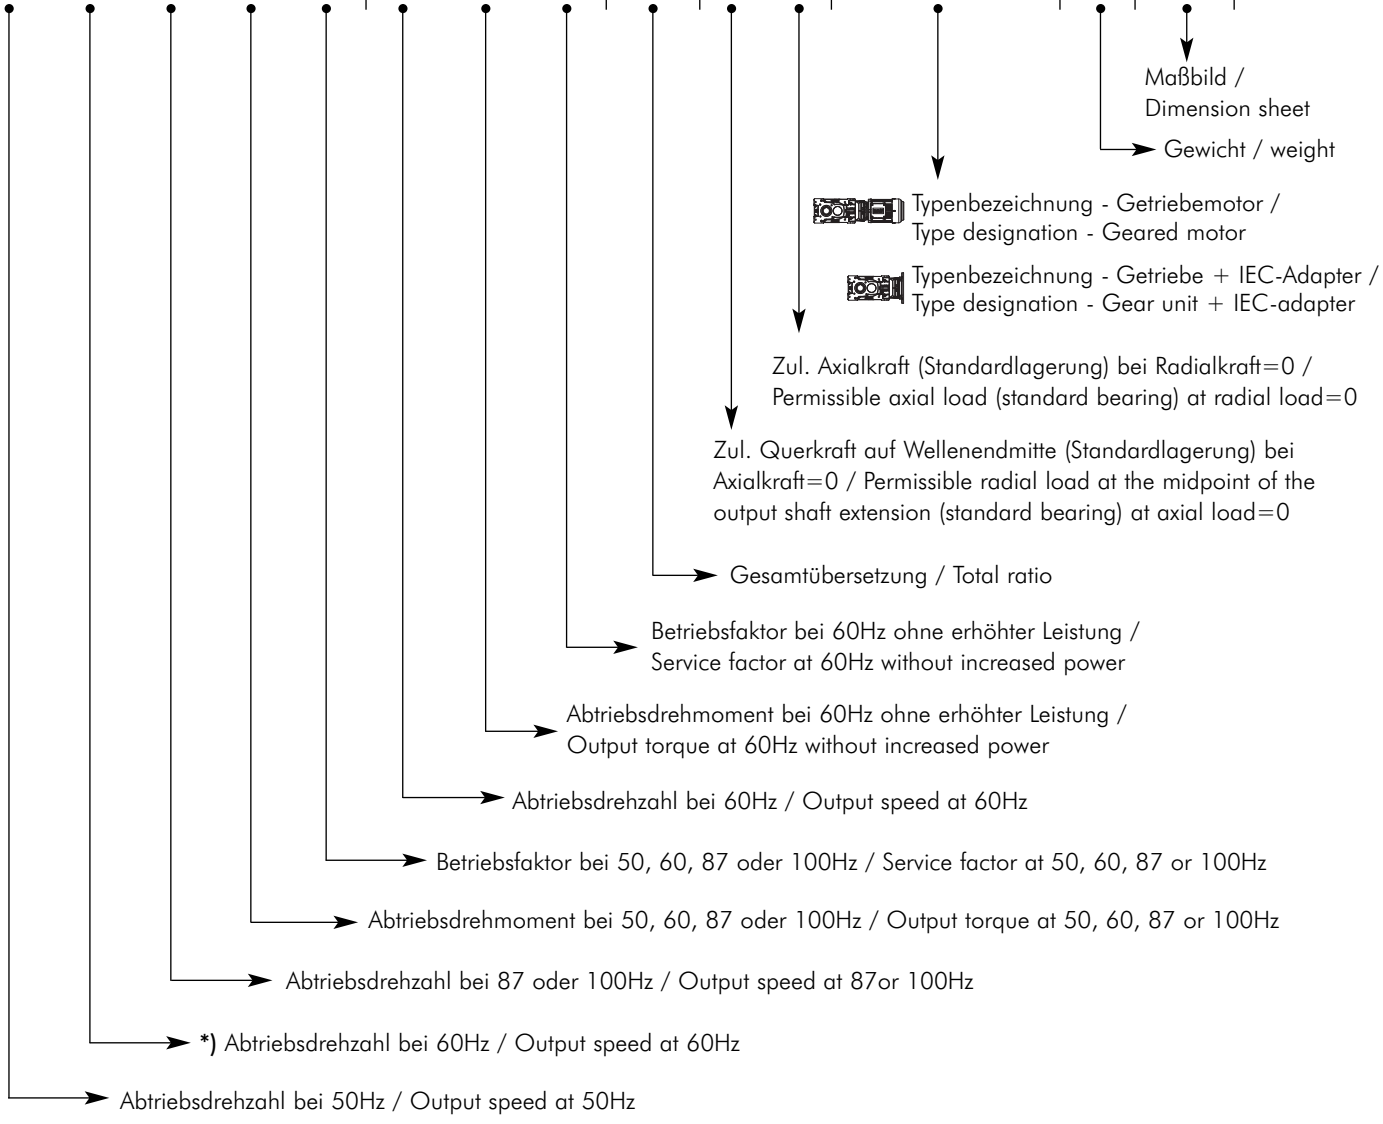 Maßbild /
Dimension sheet
Gewicht / weight
Typenbezeichnung - Getriebemotor /
Type designation - Geared motor
Typenbezeichnung - Getriebe + IEC-Adapter /
Type designation - Gear unit + IEC-adapter
Zul. Axialkraft (Standardlagerung) bei Radialkraft=0 /
Permissible axial load (standard bearing) at radial load=0
Zul. Querkraft auf Wellenendmitte (Standardlagerung) bei
Axialkraft=0 / Permissible radial load at the midpoint of the
output shaft extension (standard bearing) at axial load=0
Gesamtübersetzung / Total ratio
Betriebsfaktor bei 60Hz ohne erhöhter Leistung /
Service factor at 60Hz without increased power
Abtriebsdrehmoment bei 60Hz ohne erhöhter Leistung /
Output torque at 60Hz without increased power
Abtriebsdrehzahl bei 60Hz / Output speed at 60Hz
Betriebsfaktor bei 50, 60, 87 oder 100Hz / Service factor at 50, 60, 87 or 100Hz
Abtriebsdrehmoment bei 50, 60, 87 oder 100Hz / Output torque at 50, 60, 87 or 100Hz
Abtriebsdrehzahl bei 87 oder 100Hz / Output speed at 87or 100Hz
*) Abtriebsdrehzahl bei 60Hz / Output speed at 60Hz
Abtriebsdrehzahl bei 50Hz / Output speed at 50Hz